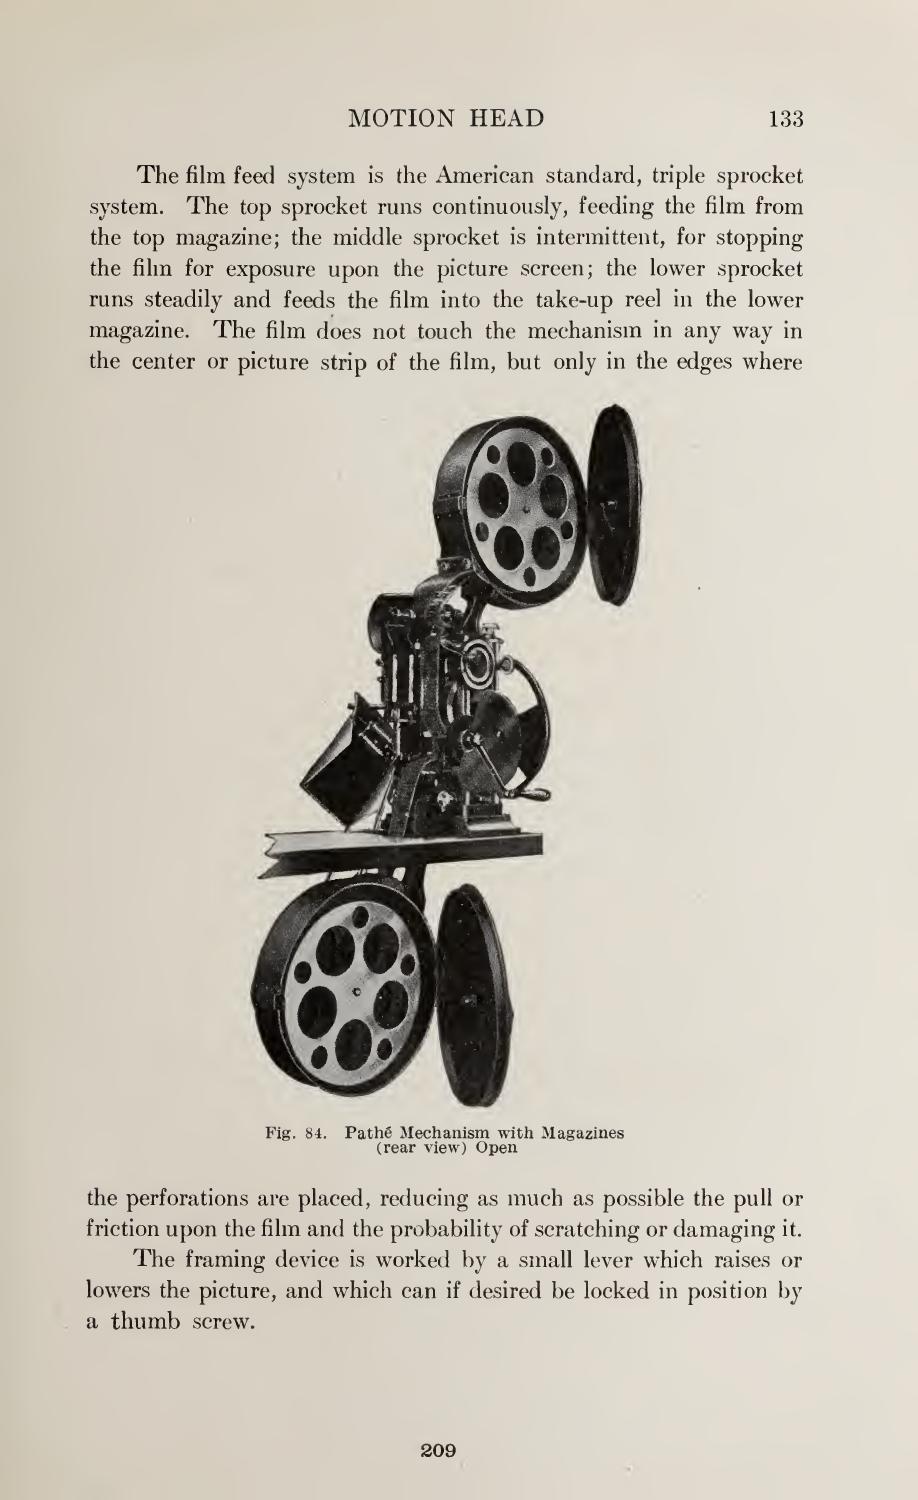 MOTION HEAD 133
The film feed system is the American standard, triple sprocket
system. The top sprocket runs continuously, feeding the film from
the top magazine; the middle sprocket is intermittent, for stopping
the film for exposure upon the picture screen; the lower sprocket
runs steadily and feeds the film into the take-up reel in the lower
magazine. The film does not touch the mechanism in any way in
the center or picture strip of the film, but only in the edges where
Fig. 84. Pathé Mechanism with Magazines
(rear view) Open
the perforations are placed, reducing as much as possible the pull or
friction upon the film and the probability of scratching or damaging it.
The framing device is worked by a small lever which raises or
lowers the picture, and which can if desired be locked in position by
a thumb screw.
209